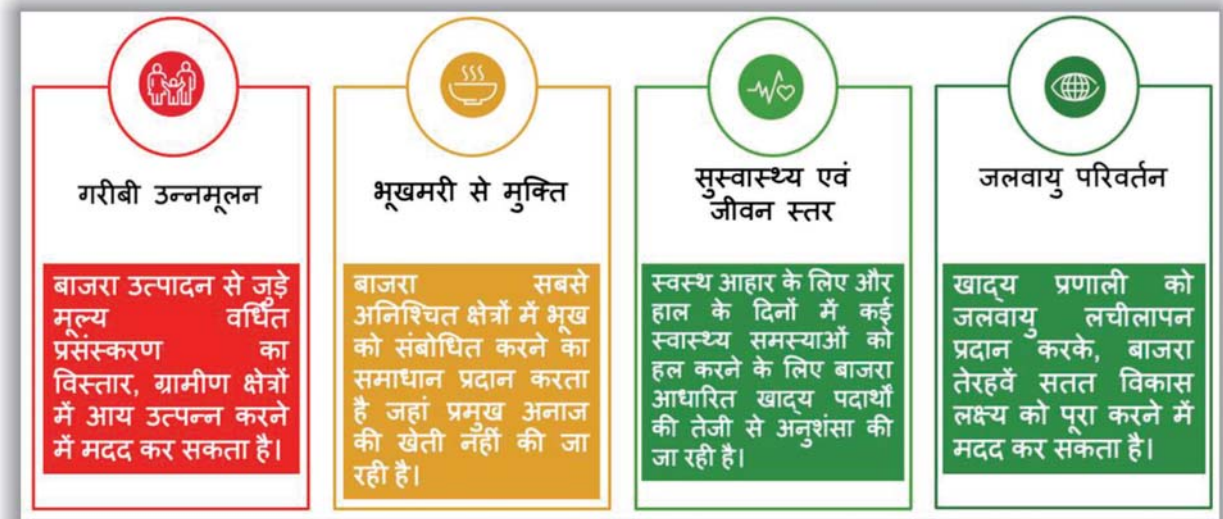 गरीबी उन्नमूलन
बाजरा उत्पादन से जुड़े
मूल्य वर्धित
प्रसंस्करण का
विस्तार, ग्रामीण क्षेत्रों
में आय उत्पन्न करने
में मदद कर सकता है।
भूखमरी से मुक्ति
बाजरा सबसे
अनिश्चित क्षेत्रों में भूख
को संबोधित करने का
समाधान प्रदान करता
है जहां प्रमुख अनाज
की खेती नहीं की जा
रही है।
सुस्वास्थ्य एवं
जीवन स्तर
स्वस्थ आहार के लिए और
हाल के दिनों में कई
स्वास्थ्य समस्याओं को
हल करने के लिए बाजरा
आधारित खाद्य पदार्थों
की तेजी से अनुशंसा की
जा रही है।
जलवायु परिवर्तन
खाद्य प्रणाली को
जलवायु लचीलापन
प्रदान करके, बाजरा
तेरहवें सतत विकास
लक्ष्य को पूरा करने में
मदद कर सकता है।